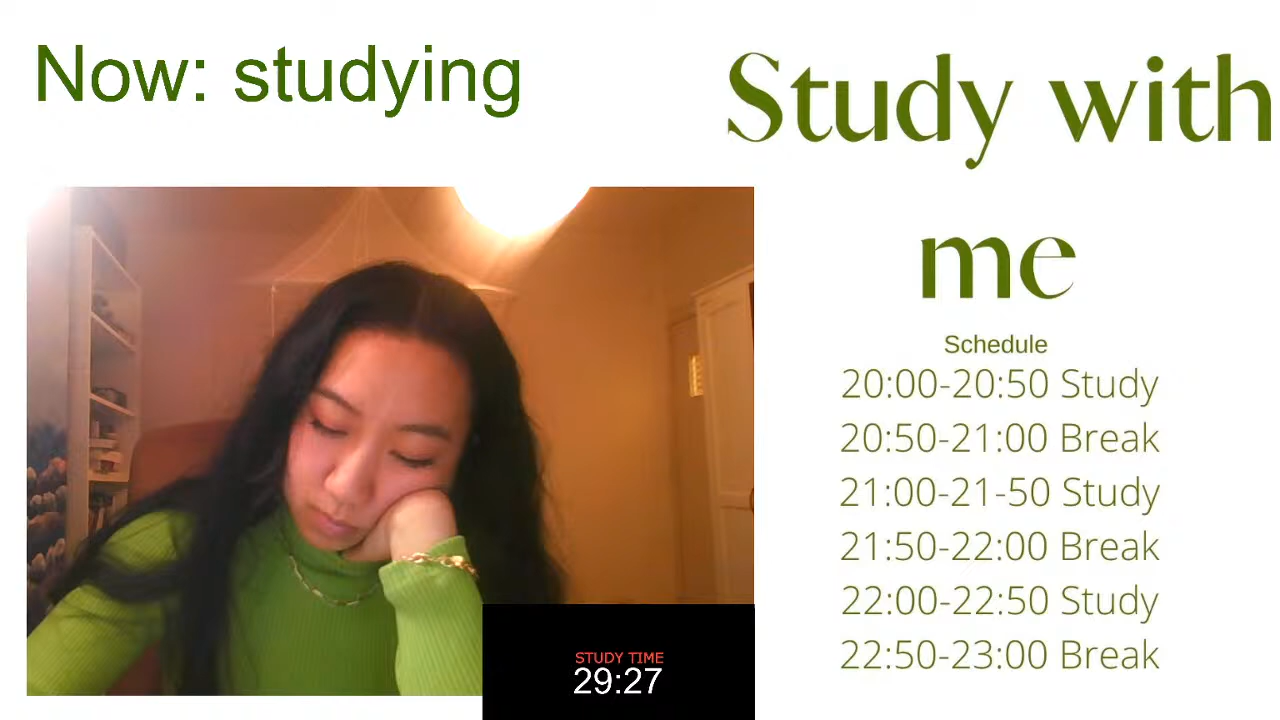 Now: studying
Study with
me
Schedule
20:00-20:50 Study
20:50-21:00 Break
21:00-21-50 Study
21:50-22:00 Break
22:00-22:50 Study
22:50-23:00 Break
STUDY TIME
29:27